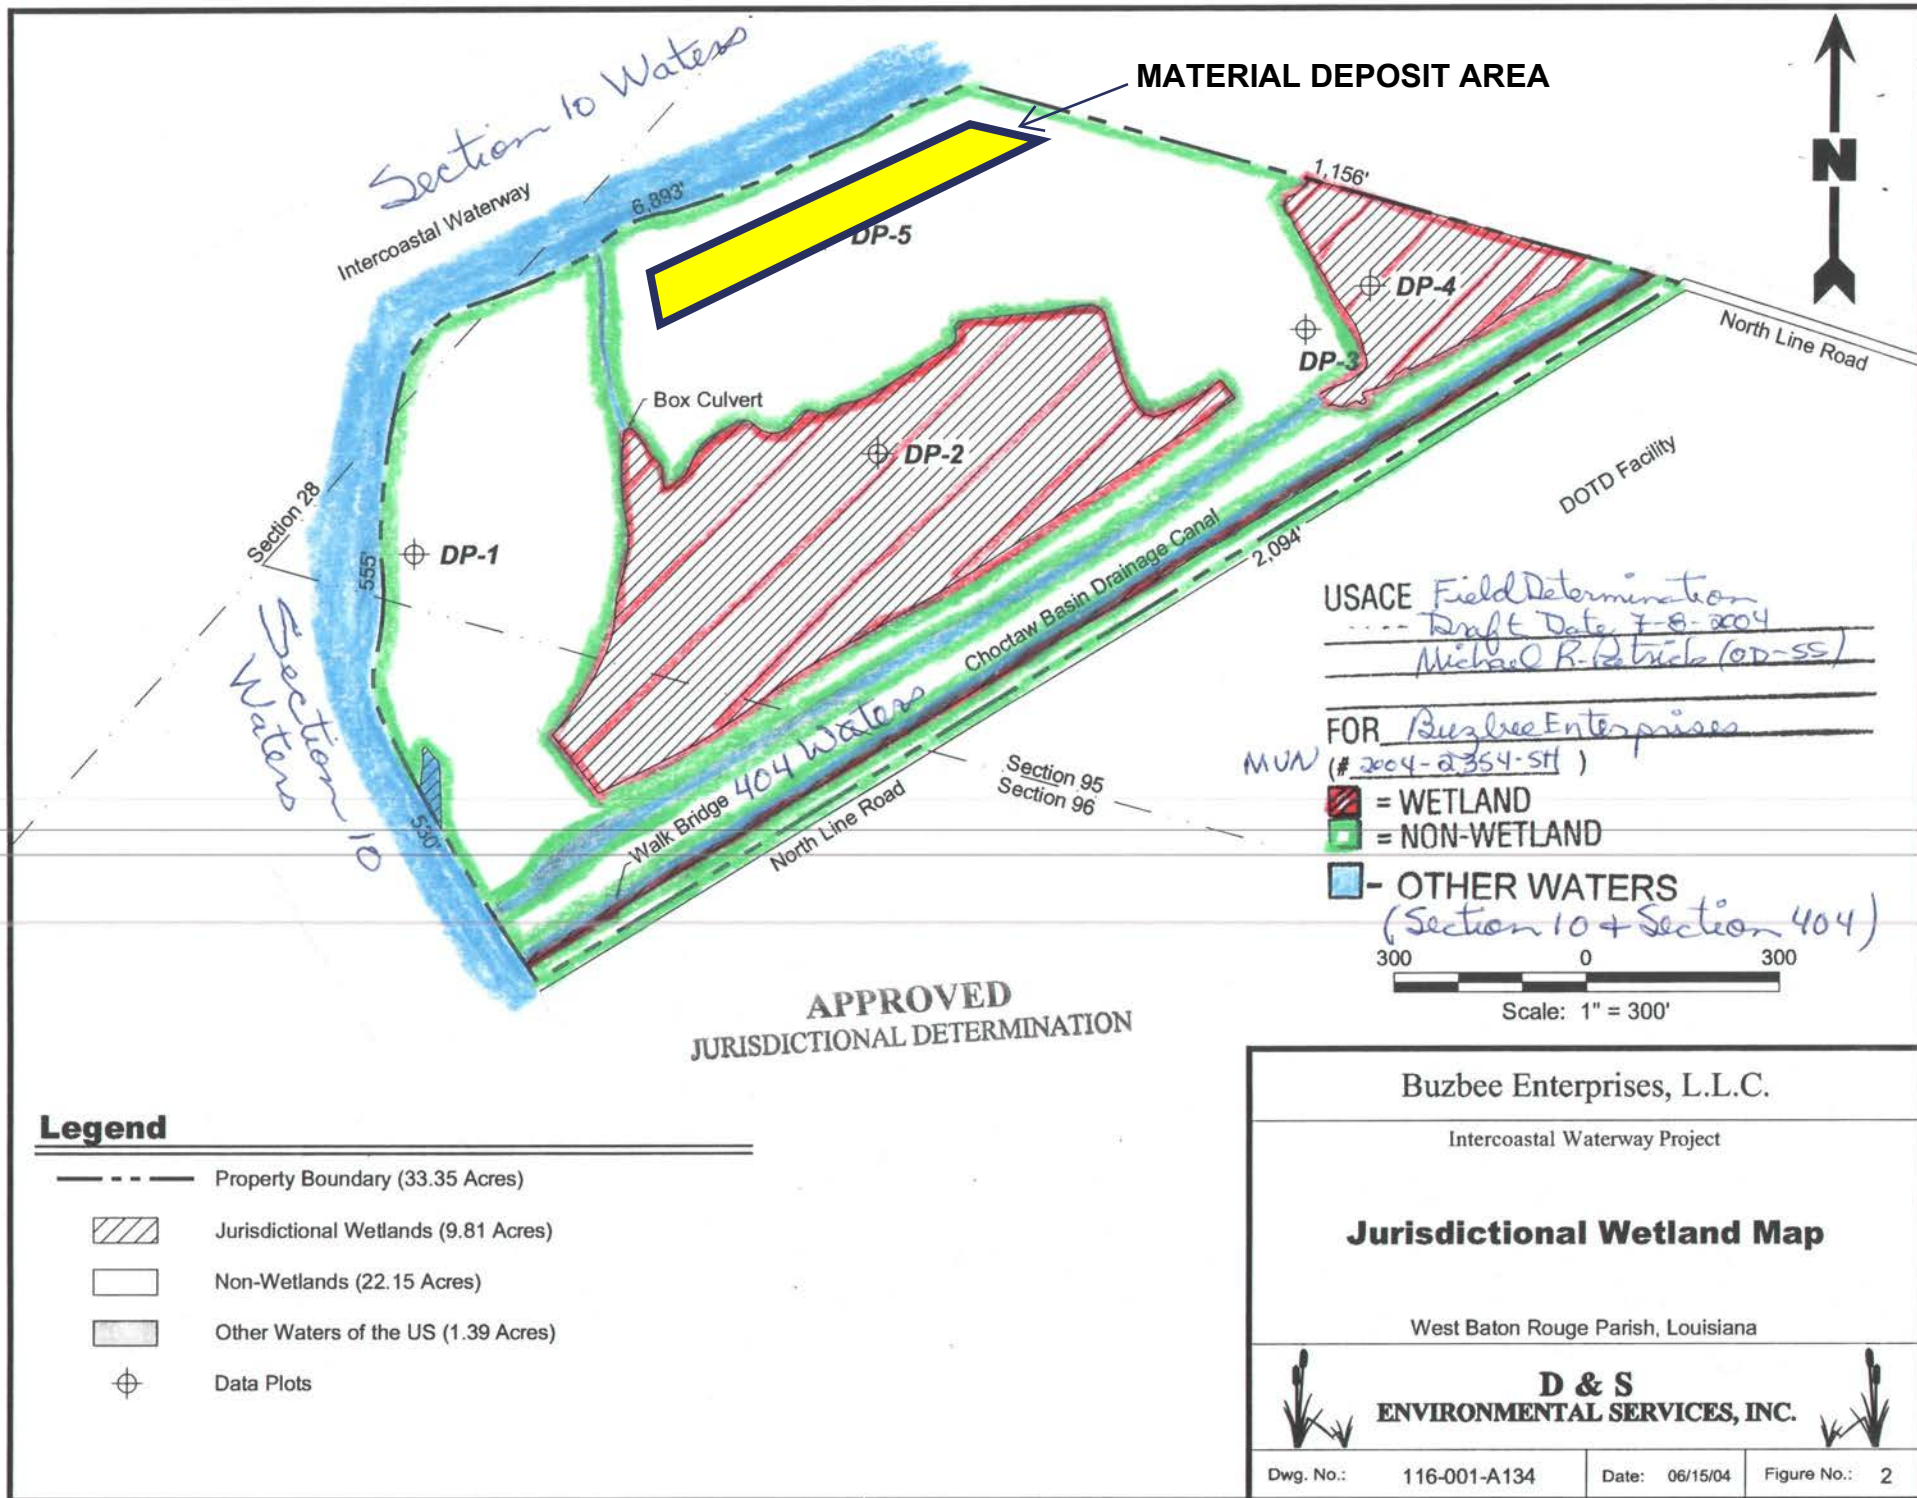 Section 10 Waters
MATERIAL DEPOSIT AREA
N
Intercoastal Waterway
6,893'
1,156'
DP-5
DP-4
DP-3
North Line Road
Box Culvert
DP-2
DOTD Facility
Section 28
DP-1
555'
Choctaw Basin Drainage Canal
2,094'
Section 10
Waters
530'
Walk Bridge
404 Waters
North Line Road
Section 95
Section 96
USACE Field Determination
Draft Date 7-8-2004
Michael R. (OD-SS)
FOR Buzbee Enterprises
MVN (# 2004-2354-SH )
= WETLAND
= NON-WETLAND
- OTHER WATERS
(Section 10 + Section 404)
300 0 300
Scale: 1" = 300'
APPROVED
JURISDICTIONAL DETERMINATION
Legend
Property Boundary (33.35 Acres)
Jurisdictional Wetlands (9.81 Acres)
Non-Wetlands (22.15 Acres)
Other Waters of the US (1.39 Acres)
Data Plots
Buzbee Enterprises, L.L.C.
Intercoastal Waterway Project
Jurisdictional Wetland Map
West Baton Rouge Parish, Louisiana
D & S
ENVIRONMENTAL SERVICES, INC.
Dwg. No.: 116-001-A134 Date: 06/15/04 Figure No.: 2